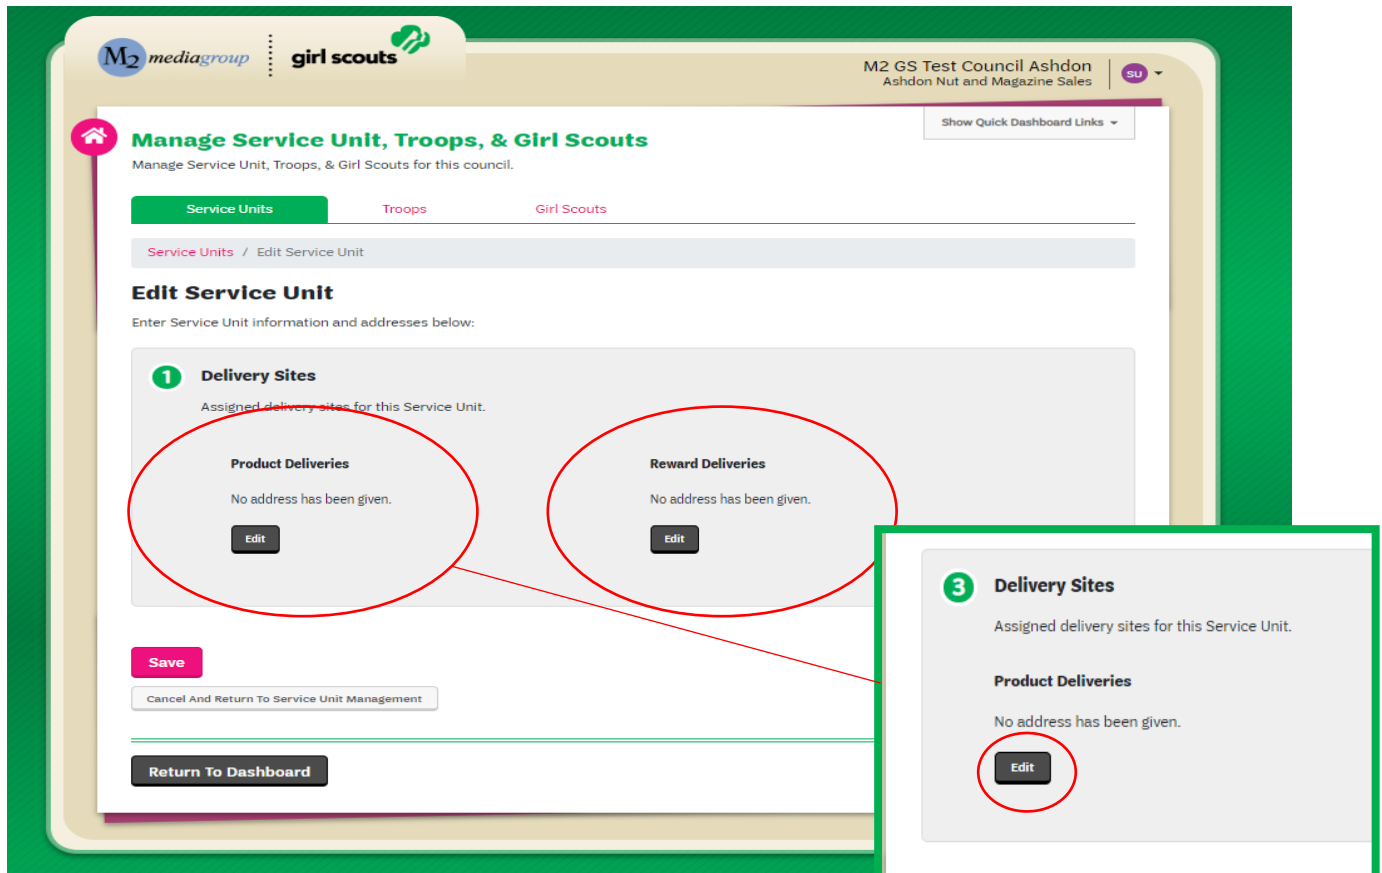 M2 mediagroup
girl scouts
M2 GS Test Council Ashdon
Ashdon Nut and Magazine Sales
SU
Show Quick Dashboard Links
Manage Service Unit, Troops, & Girl Scouts
Manage Service Unit, Troops, & Girl Scouts for this council.
Service Units Troops Girl Scouts
Service Units / Edit Service Unit
Edit Service Unit
Enter Service Unit information and addresses below:
1 Delivery Sites
Assigned delivery sites for this Service Unit.
Product Deliveries
No address has been given.
Edit
Reward Deliveries
No address has been given.
Edit
Save
Cancel And Return To Service Unit Management
Return To Dashboard
3 Delivery Sites
Assigned delivery sites for this Service Unit.
Product Deliveries
No address has been given.
Edit